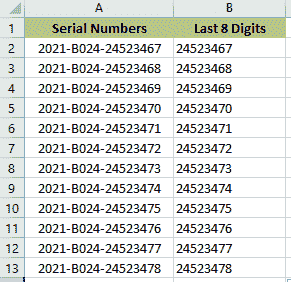 A B
1 Serial Numbers Last 8 Digits
2 2021-B024-24523467 24523467
3 2021-B024-24523468 24523468
4 2021-B024-24523469 24523469
5 2021-B024-24523470 24523470
6 2021-B024-24523471 24523471
7 2021-B024-24523472 24523472
8 2021-B024-24523473 24523473
9 2021-B024-24523474 24523474
10 2021-B024-24523475 24523475
11 2021-B024-24523476 24523476
12 2021-B024-24523477 24523477
13 2021-B024-24523478 24523478